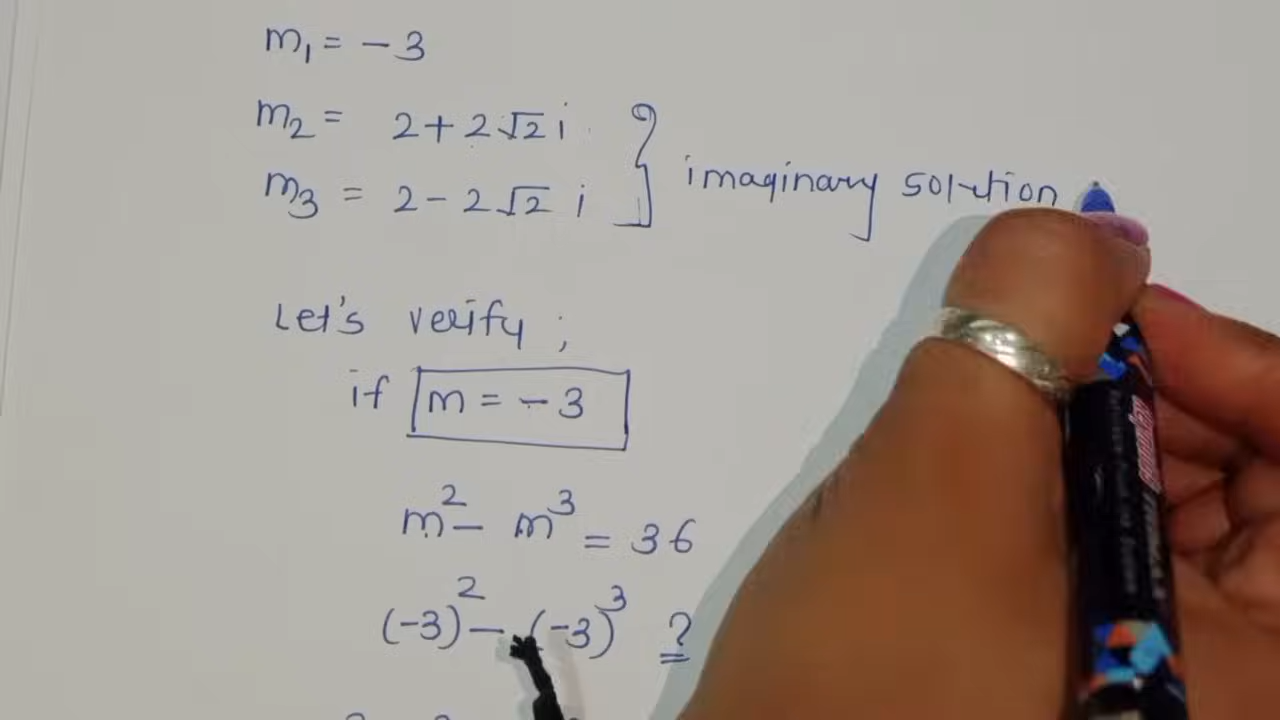 m₁ = -3
m₂ = 2+2√2 i
m₃ = 2-2√2 i
imaginary solution
Let's verify ;
if m = -3
m² - m³ = 36
(-3)² - (-3)³ ?